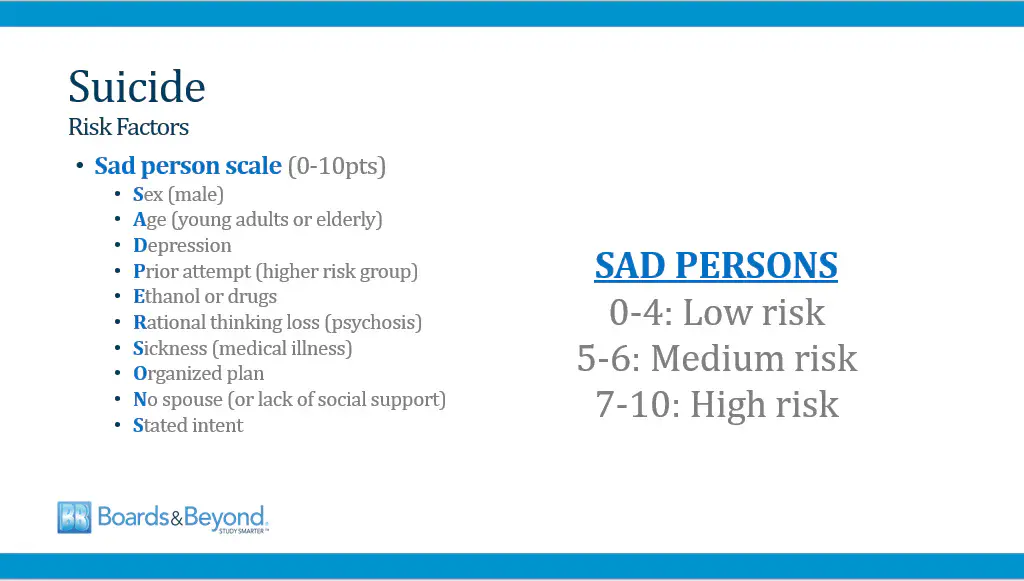 Suicide
Risk Factors
• Sad person scale (0-10pts)
• Sex (male)
• Age (young adults or elderly)
• Depression
• Prior attempt (higher risk group)
• Ethanol or drugs
• Rational thinking loss (psychosis)
• Sickness (medical illness)
• Organized plan
• No spouse (or lack of social support)
• Stated intent
SAD PERSONS
0-4: Low risk
5-6: Medium risk
7-10: High risk
BB Boards&Beyond.
STUDY SMARTER™